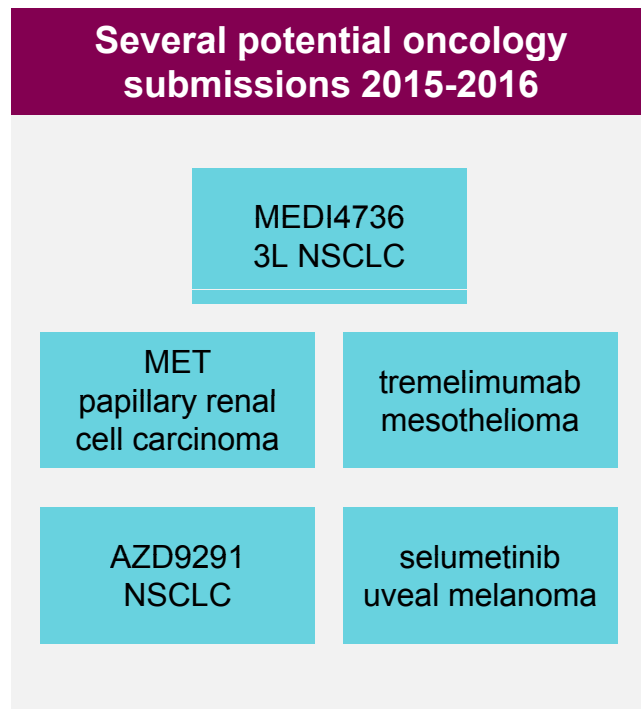 Several potential oncology
submissions 2015-2016
MEDI4736
3L NSCLC
MET
papillary renal
cell carcinoma
tremelimumab
mesothelioma
AZD9291
NSCLC
selumetinib
uveal melanoma